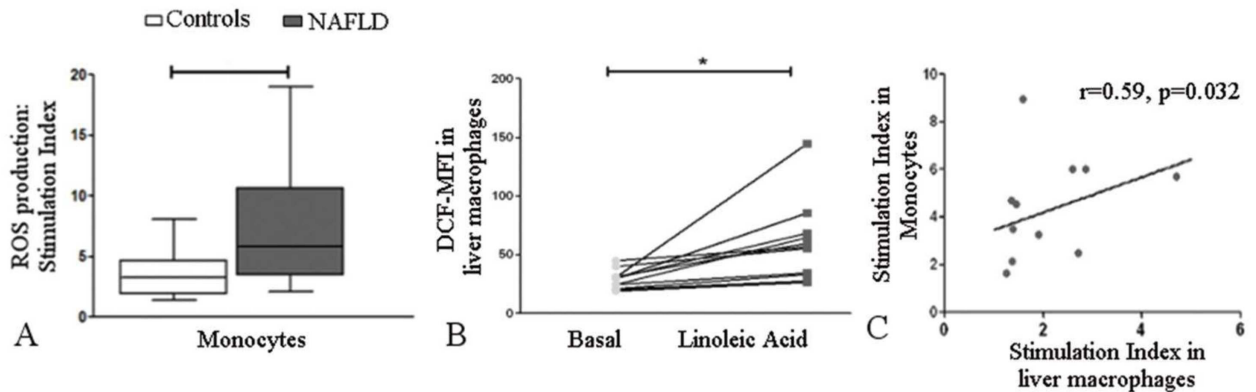 Controls NAFLD
ROS production:
Stimulation Index
20
15
10
5
0
Monocytes
A
*
DCF-MFI in
liver macrophages
200
150
100
50
0
Basal Linoleic Acid
B
r=0.59, p=0.032
Stimulation Index in
Monocytes
10
8
6
4
2
0
0 2 4 6
Stimulation Index in
liver macrophages
C